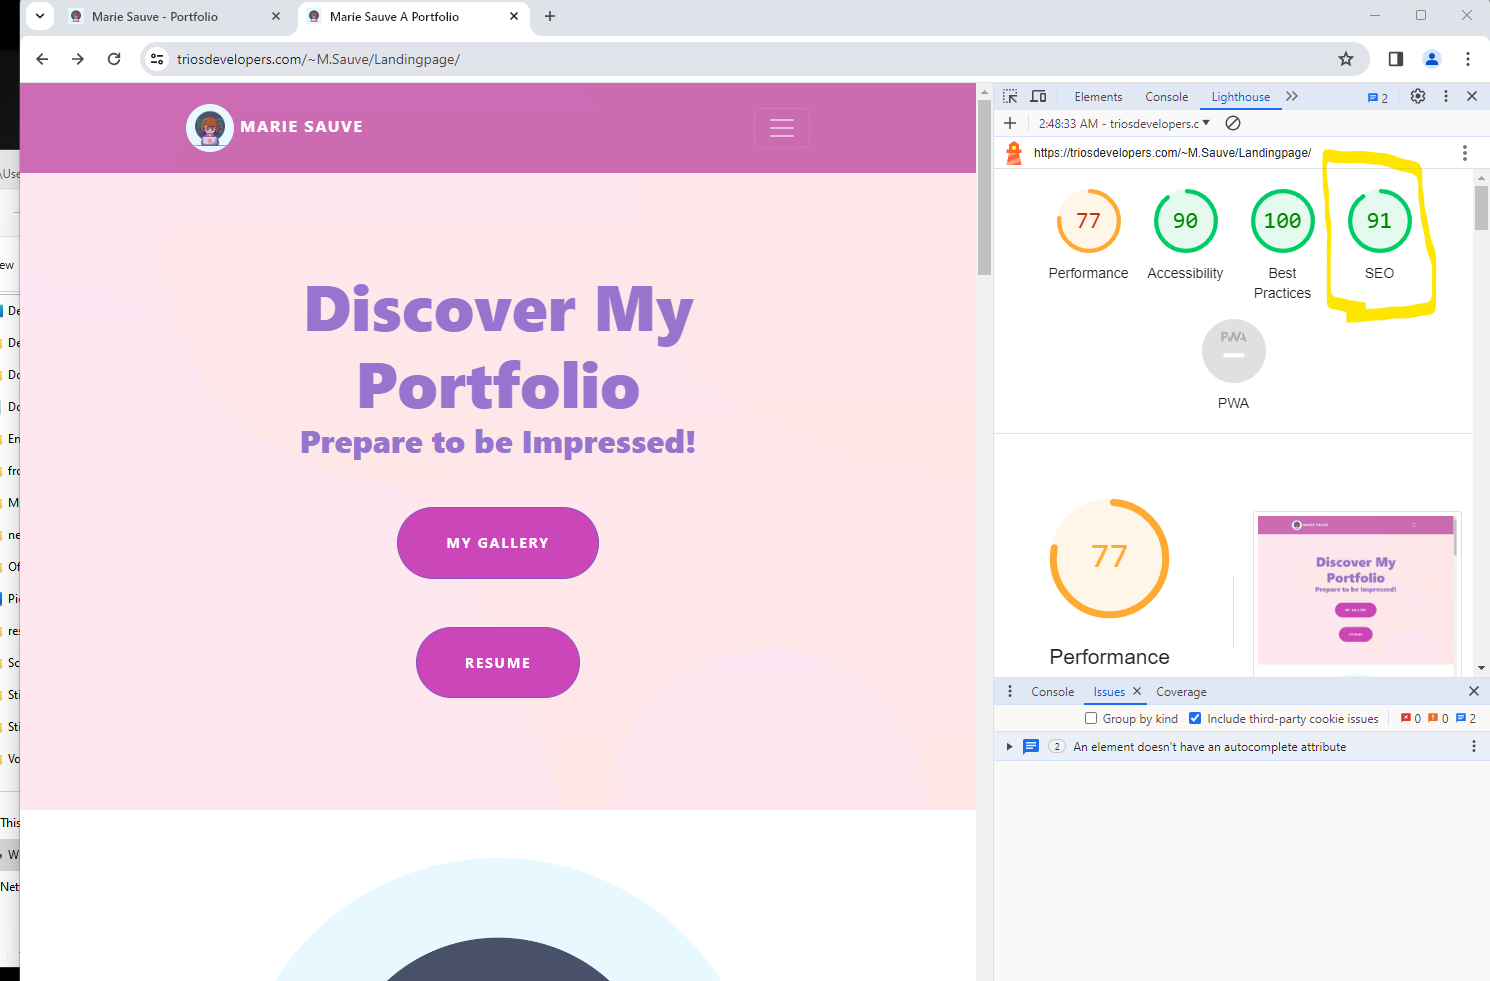 Marie Sauve - Portfolio
Marie Sauve A Portfolio
triosdevelopers.com/~M.Sauve/Landingpage/
MARIE SAUVE
Discover My
Portfolio
Prepare to be Impressed!
MY GALLERY
RESUME
Elements Console Lighthouse 2
2:48:33 AM - triosdevelopers.c
https://triosdevelopers.com/~M.Sauve/Landingpage/
77 90 100 91
Performance Accessibility Best Practices SEO
PWA
PWA
77
Performance
MARIE SAUVE
Discover My
Portfolio
Prepare to be Impressed!
MY GALLERY
RESUME
Console Issues Coverage
Group by kind Include third-party cookie issues 0 0 2
2 An element doesn't have an autocomplete attribute
\Use
ew
De
De
Do
Do
En
fro
M
ne
Of
Pic
res
Sc
Sti
Sti
Vo
This
W
Net